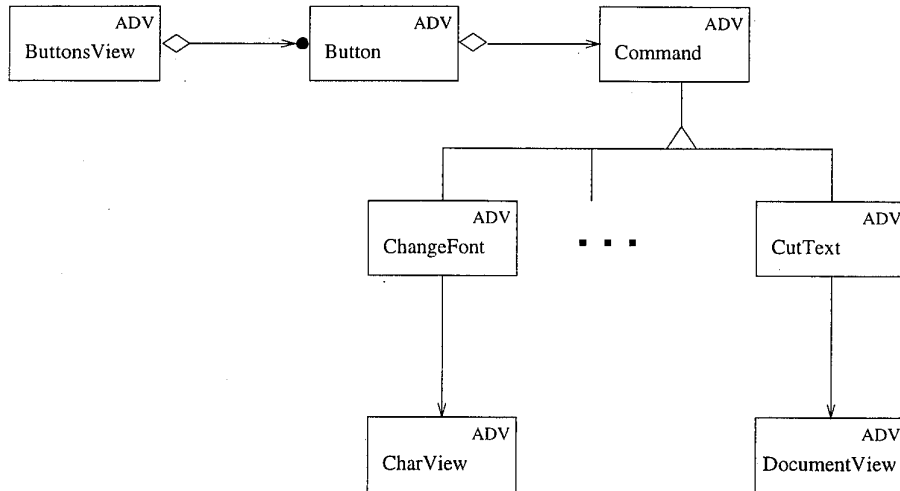 ADV
ButtonsView
ADV
Button
ADV
Command
ADV
ChangeFont
ADV
CutText
ADV
CharView
ADV
DocumentView